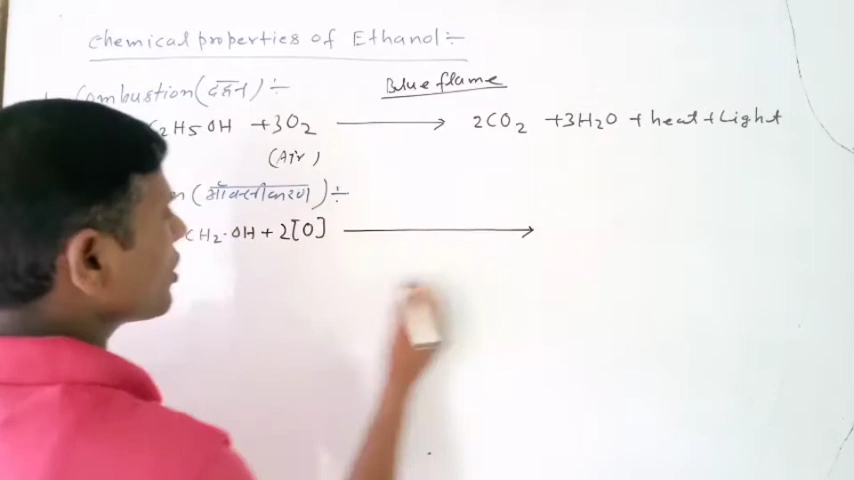 Chemical properties of Ethanol:-
Combustion (दहन) :-
Blue flame
C2H5OH + 3O2 ⟶ 2CO2 + 3H2O + heat + Light
(Air)
(ऑक्सीकरण) :-
CH2·OH + 2[O] ⟶